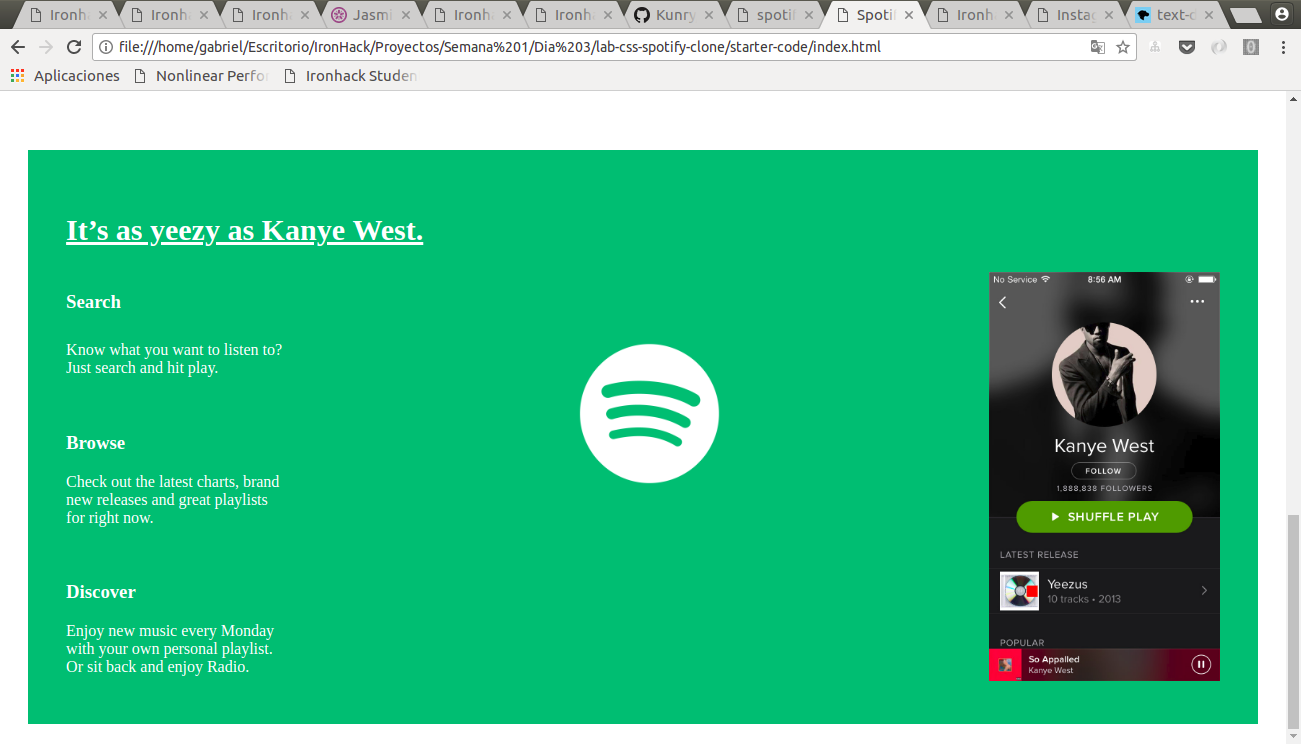 Ironh
Ironh
Ironh
Jasmi
Ironh
Ironh
Kunry
spotif
Spotif
Ironh
Insta
text-d
file:///home/gabriel/Escritorio/IronHack/Proyectos/Semana%201/Dia%203/lab-css-spotify-clone/starter-code/index.html
0
Aplicaciones
Nonlinear Perfo
Ironhack Studen
It’s as yeezy as Kanye West.
Search
Know what you want to listen to?
Just search and hit play.
Browse
Check out the latest charts, brand
new releases and great playlists
for right now.
Discover
Enjoy new music every Monday
with your own personal playlist.
Or sit back and enjoy Radio.
No Service 8:56 AM
Kanye West
FOLLOW
1,888,838 FOLLOWERS
SHUFFLE PLAY
LATEST RELEASE
Yeezus
10 tracks • 2013
POPULAR
So Appalled
Kanye West